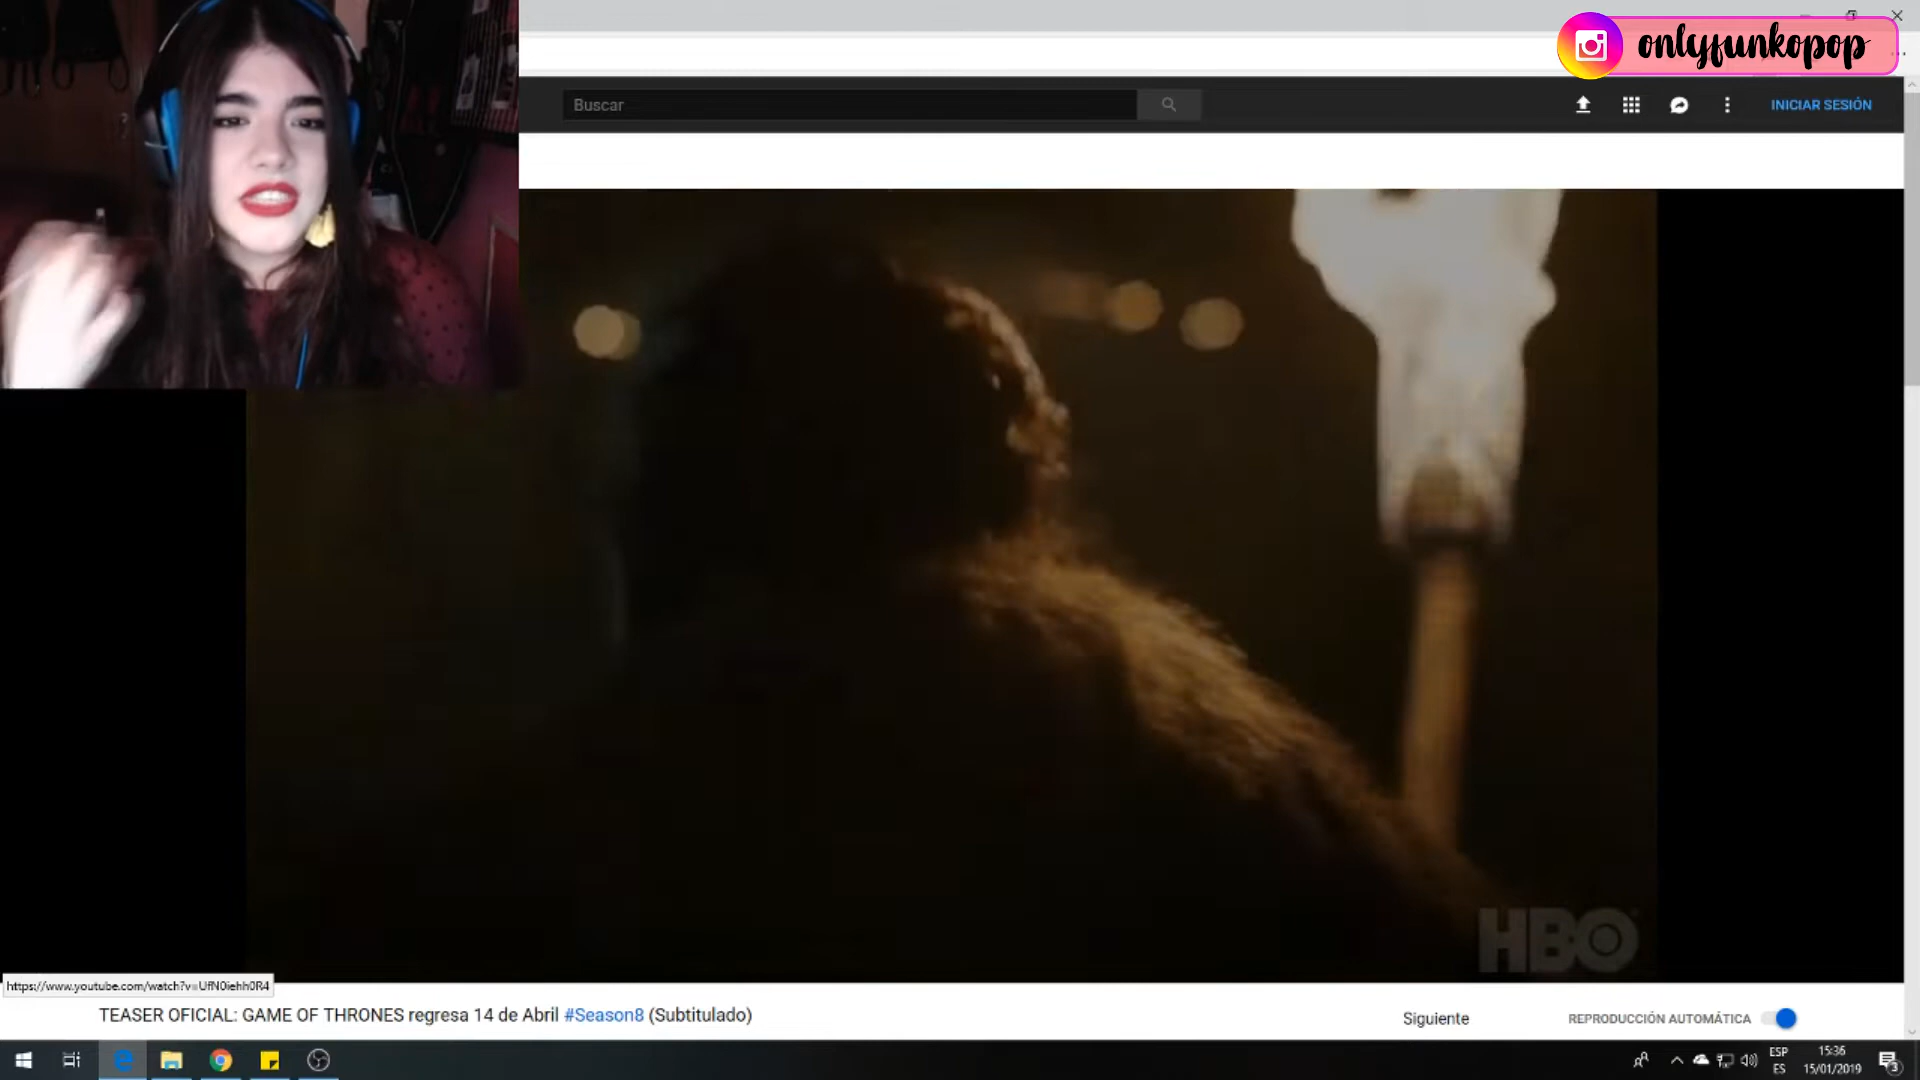 onlyfunkopop
Buscar
INICIAR SESIÓN
HBO
https://www.youtube.com/watch?v=UfN0iehh0R4
TEASER OFICIAL: GAME OF THRONES regresa 14 de Abril #Season8 (Subtitulado)
Siguiente
REPRODUCCIÓN AUTOMÁTICA
ESP
ES
15:36
15/01/2019
3